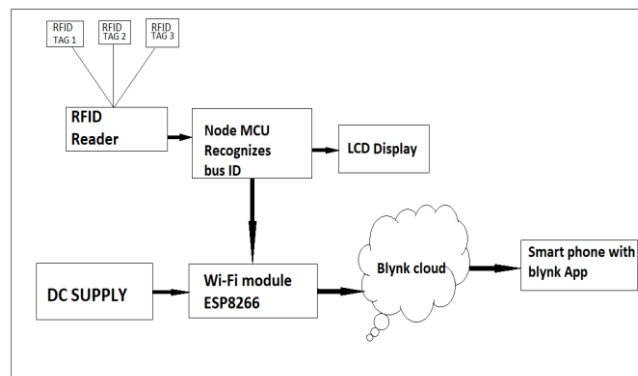 RFID
TAG 1
RFID
TAG 2
RFID
TAG 3
RFID
Reader
Node MCU
Recognizes
bus ID
LCD Display
DC SUPPLY
Wi-Fi module
ESP8266
Blynk cloud
Smart phone with
blynk App